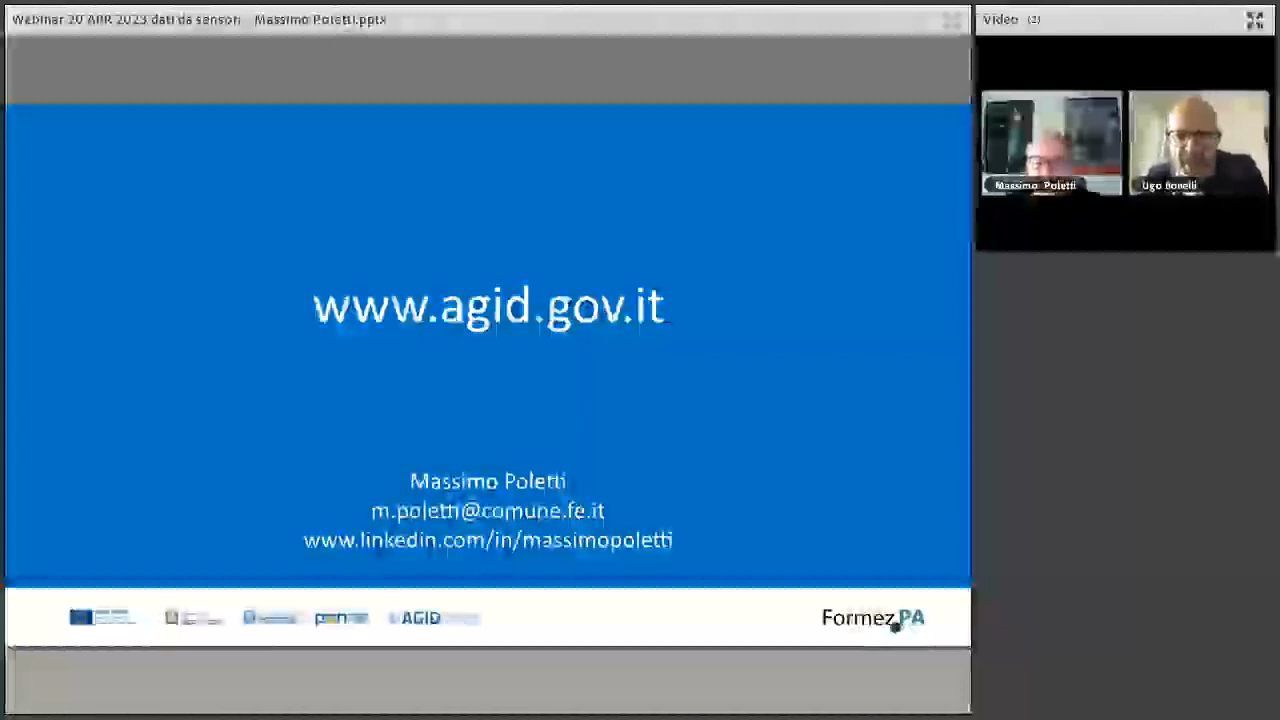 Webinar 20 APR 2023 dati da sensori Massimo Poletti.pptx
Video (2)
Massimo Poletti
Ugo Bonelli
www.agid.gov.it
Massimo Poletti
m.poletti@comune.fe.it
www.linkedin.com/in/massimopoletti
AGID
FormezPA